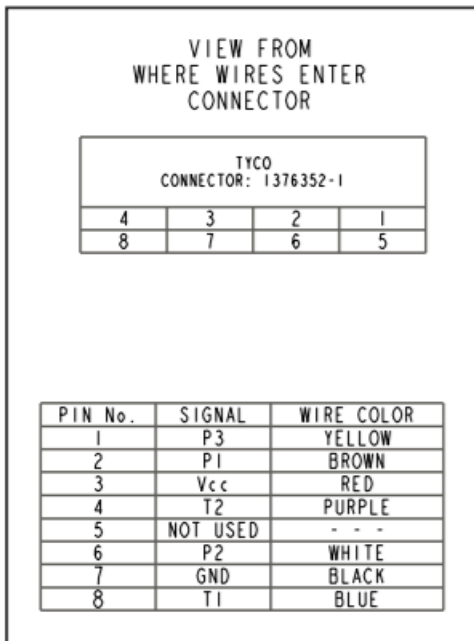 VIEW FROM
WHERE WIRES ENTER
CONNECTOR
TYCO
CONNECTOR: 1376352-1
4 3 2 1
8 7 6 5
PIN No. SIGNAL WIRE COLOR
1 P3 YELLOW
2 P1 BROWN
3 Vcc RED
4 T2 PURPLE
5 NOT USED - - -
6 P2 WHITE
7 GND BLACK
8 T1 BLUE